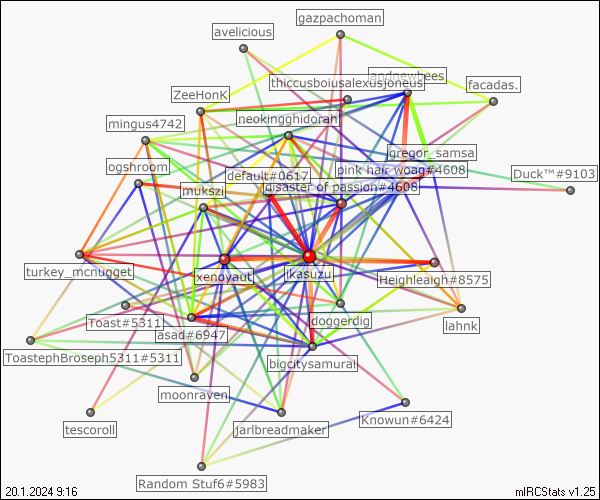 gazpachoman
avelicious
andnewbees
thiccusboiusalexusjoneus
facadas.
ZeeHonK
neokingghidorah
mingus4742
gregor_samsa
ogshroom
pink hair woag#4608
Duck™#9103
default#0617
disaster of passion#4608
mukszi
turkey_mcnugget
xenoyaut
ikasuzu
Heighleaigh#8575
Toast#5311
doggerdig
lahnk
asad#6947
ToastephBroseph5311#5311
bigcitysamurai
moonraven
Knowun#6424
tescoroll
jarlbreadmaker
Random Stuf6#5983
20.1.2024 9:16
mIRCStats v1.25